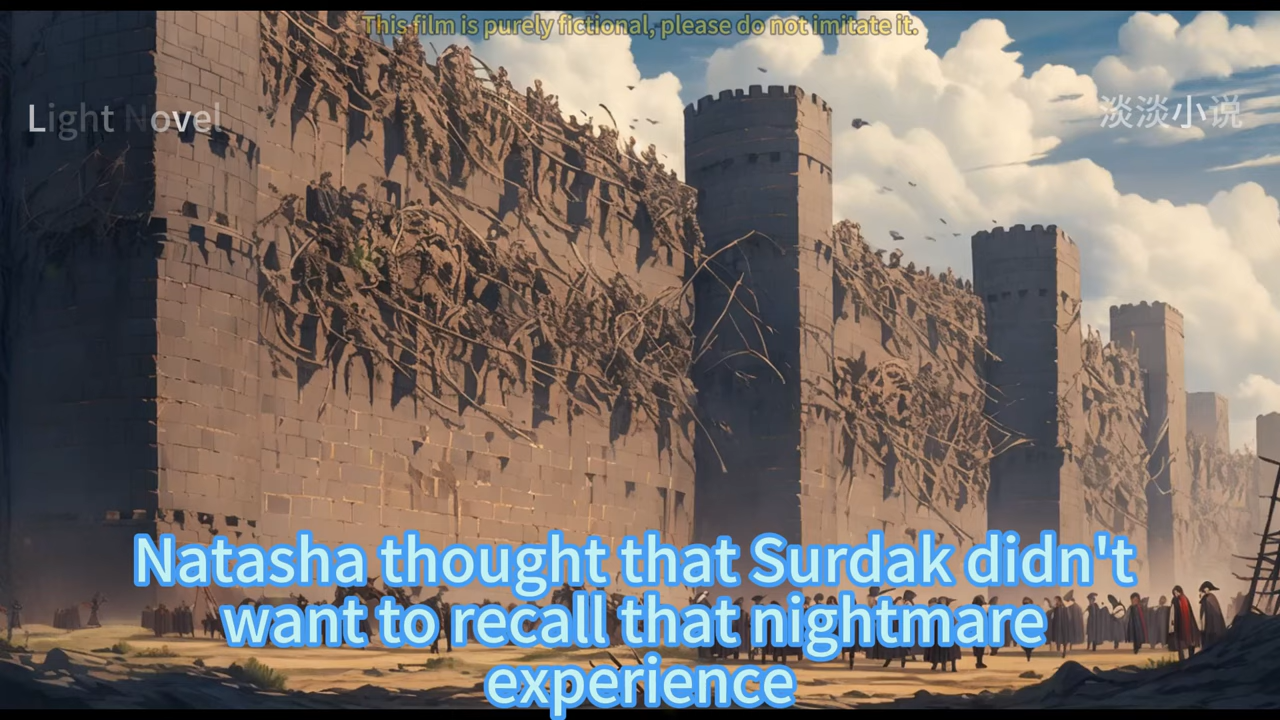 This film is purely fictional, please do not imitate it.
Light Novel
淡淡小说
Natasha thought that Surdak didn't
want to recall that nightmare
experience